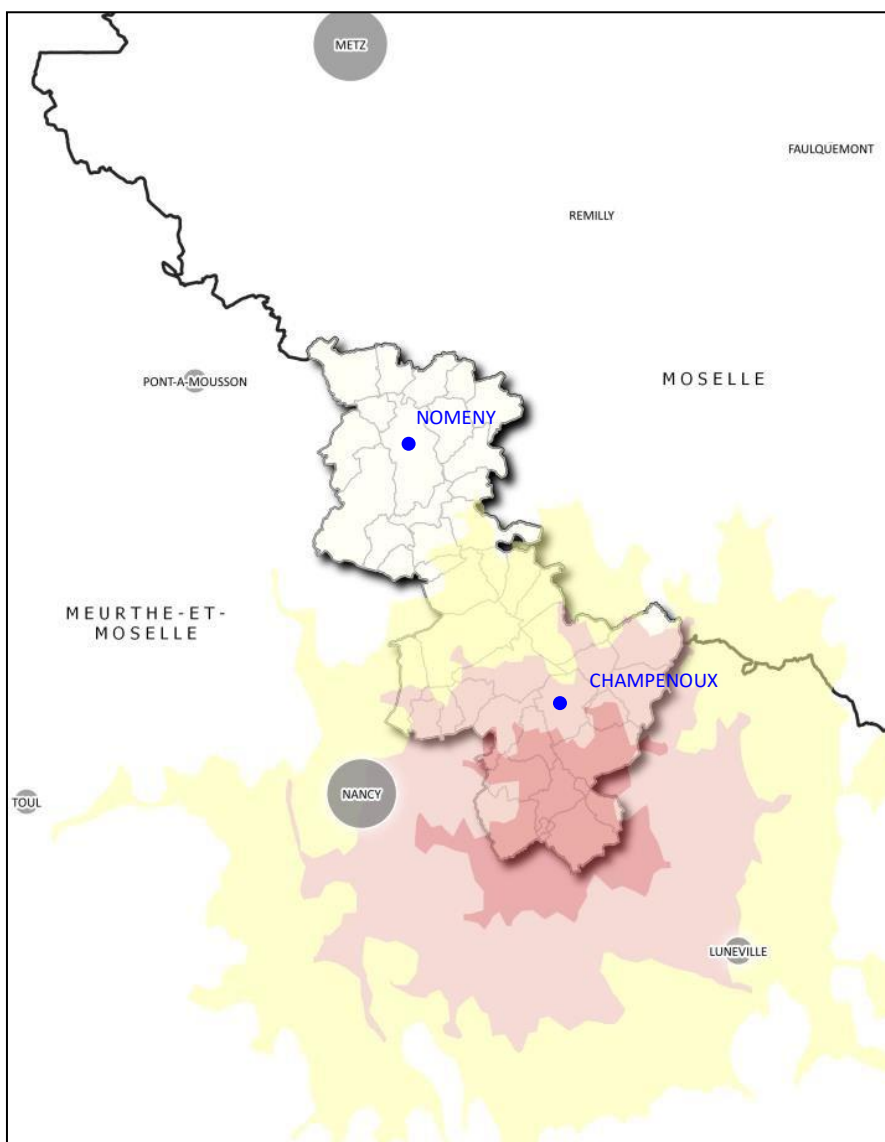 METZ
FAULQUEMONT
REMILLY
PONT-A-MOUSSON
MOSELLE
NOMENY
MEURTHE-ET-
MOSELLE
CHAMPENOUX
NANCY
TOUL
LUNEVILLE